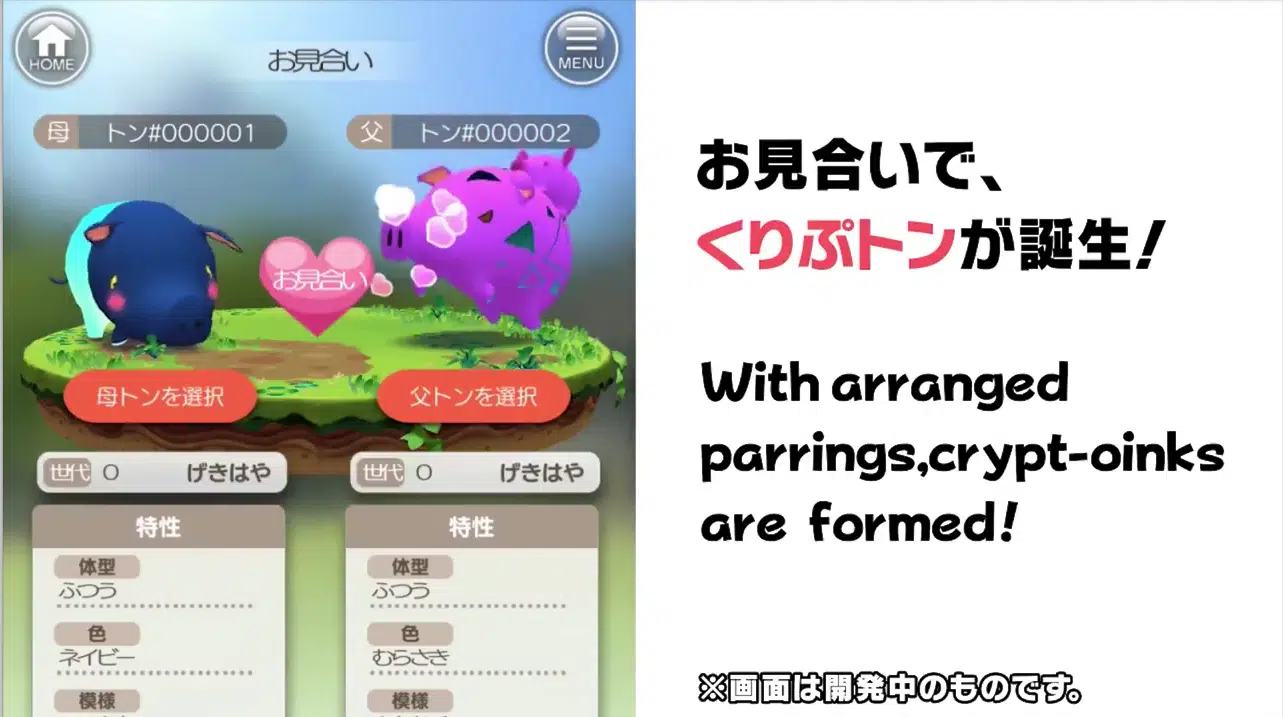 HOME
お見合い
MENU
母 トン#000001
父 トン#000002
お見合い
母トンを選択
父トンを選択
世代 0 げきはや
世代 0 げきはや
特性
体型
ふつう
色
ネイビー
模様
特性
体型
ふつう
色
むらさき
模様
お見合いで、
くりぷトンが誕生!
With arranged
parrings,crypt-oinks
are formed!
※画面は開発中のものです。